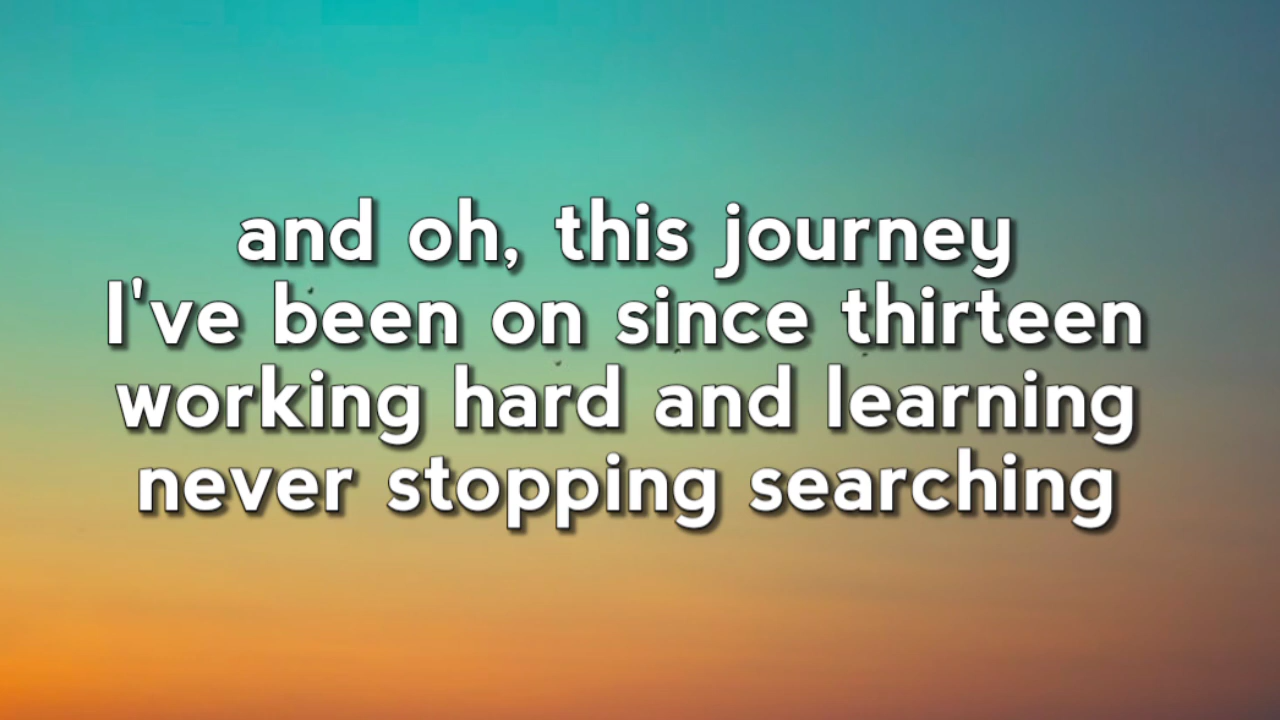 and oh, this journey
I've been on since thirteen
working hard and learning
never stopping searching